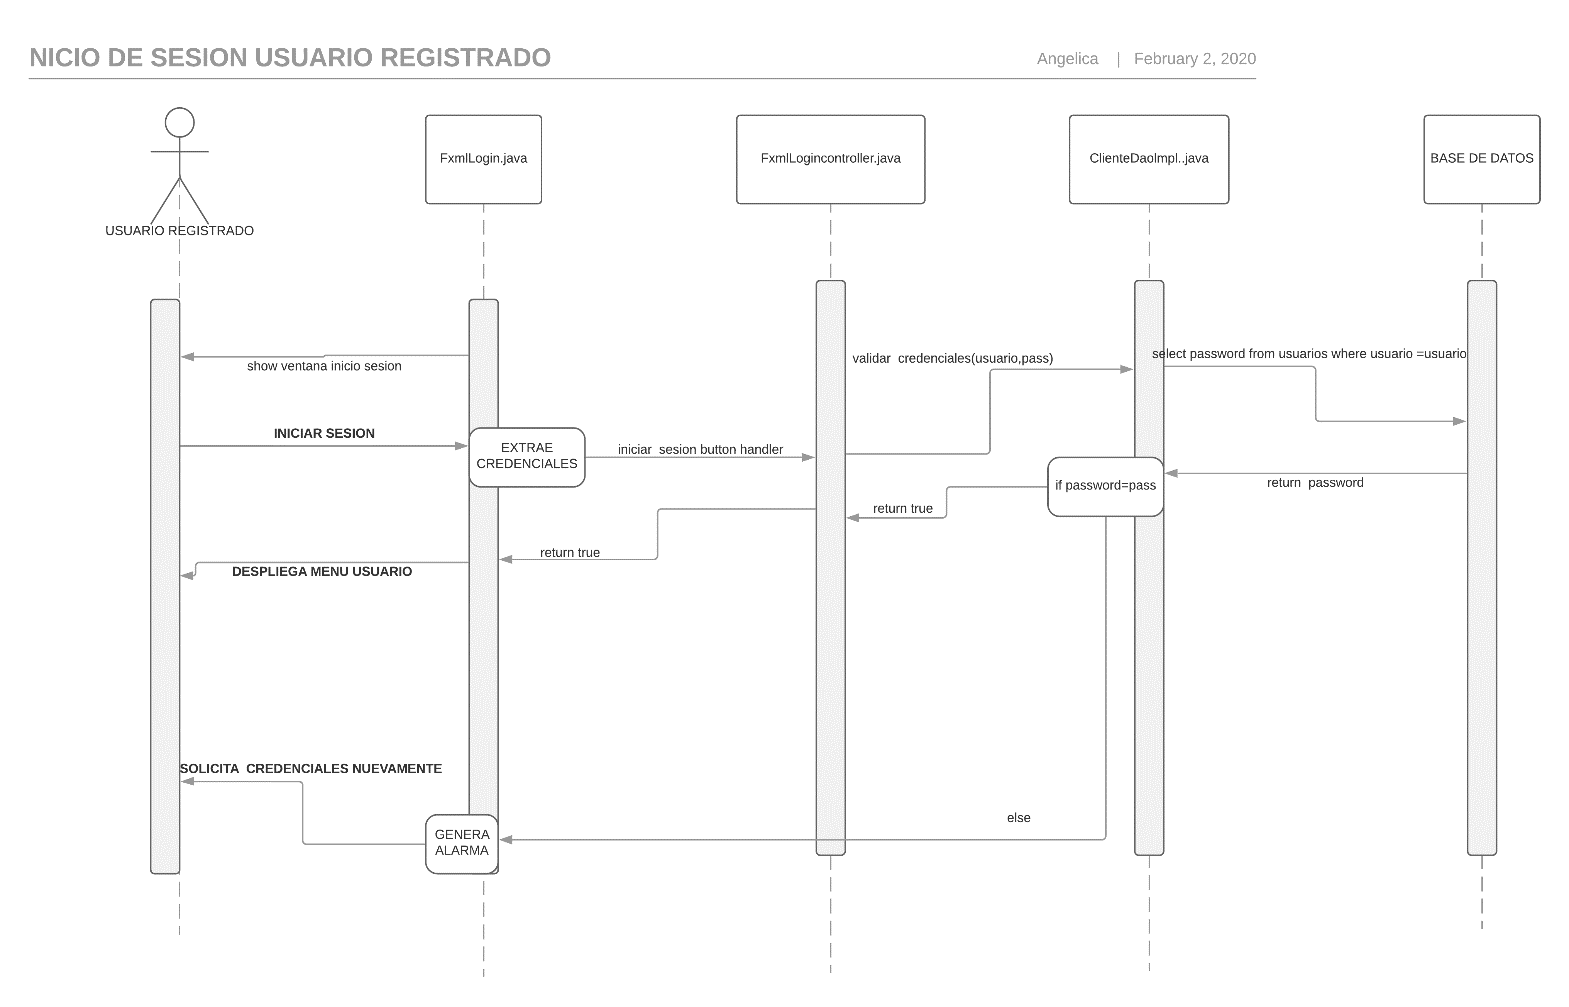 NICIO DE SESION USUARIO REGISTRADO
Angelica | February 2, 2020
FxmlLogin.java
FxmlLogincontroller.java
ClienteDaoImpl..java
BASE DE DATOS
USUARIO REGISTRADO
show ventana inicio sesion
validar credenciales(usuario,pass)
select password from usuarios where usuario =usuario
INICIAR SESION
EXTRAE
CREDENCIALES
iniciar sesion button handler
if password=pass
return password
return true
return true
DESPLIEGA MENU USUARIO
SOLICITA CREDENCIALES NUEVAMENTE
else
GENERA
ALARMA